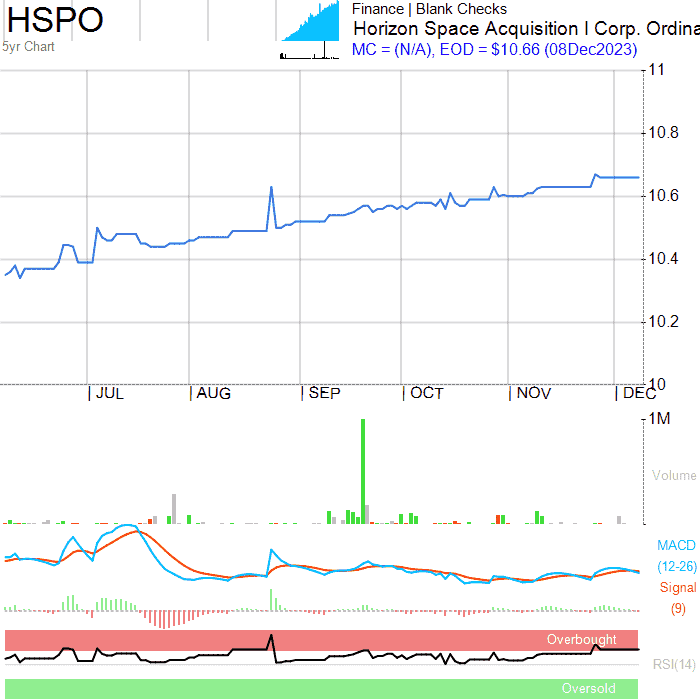 HSPO
5yr Chart
Finance | Blank Checks
Horizon Space Acquisition I Corp. Ordina
MC = (N/A), EOD = $10.66 (08Dec2023)
11
10.8
10.6
10.4
10.2
10
JUL AUG SEP OCT NOV DEC
1M
Volume
MACD
(12-26)
Signal
(9)
Overbought
RSI(14)
Oversold